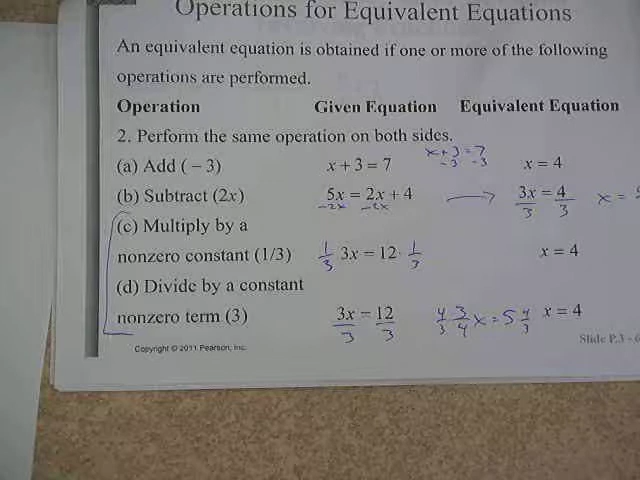 Operations for Equivalent Equations
An equivalent equation is obtained if one or more of the following
operations are performed.
Operation Given Equation Equivalent Equation
2. Perform the same operation on both sides.
x + 3 = 7
-3 -3
(a) Add (− 3) x + 3 = 7 x = 4
(b) Subtract (2x) 5x = 2x + 4 → 3x = 4 x =
-2x -2x 3 3
(c) Multiply by a
nonzero constant (1/3) 1/3 3x = 12 · 1/3 x = 4
(d) Divide by a constant
nonzero term (3) 3x = 12 4/3 3/4 x = 5 4/3 x = 4
3 3
Slide P.3 - 6
Copyright © 2011 Pearson, Inc.